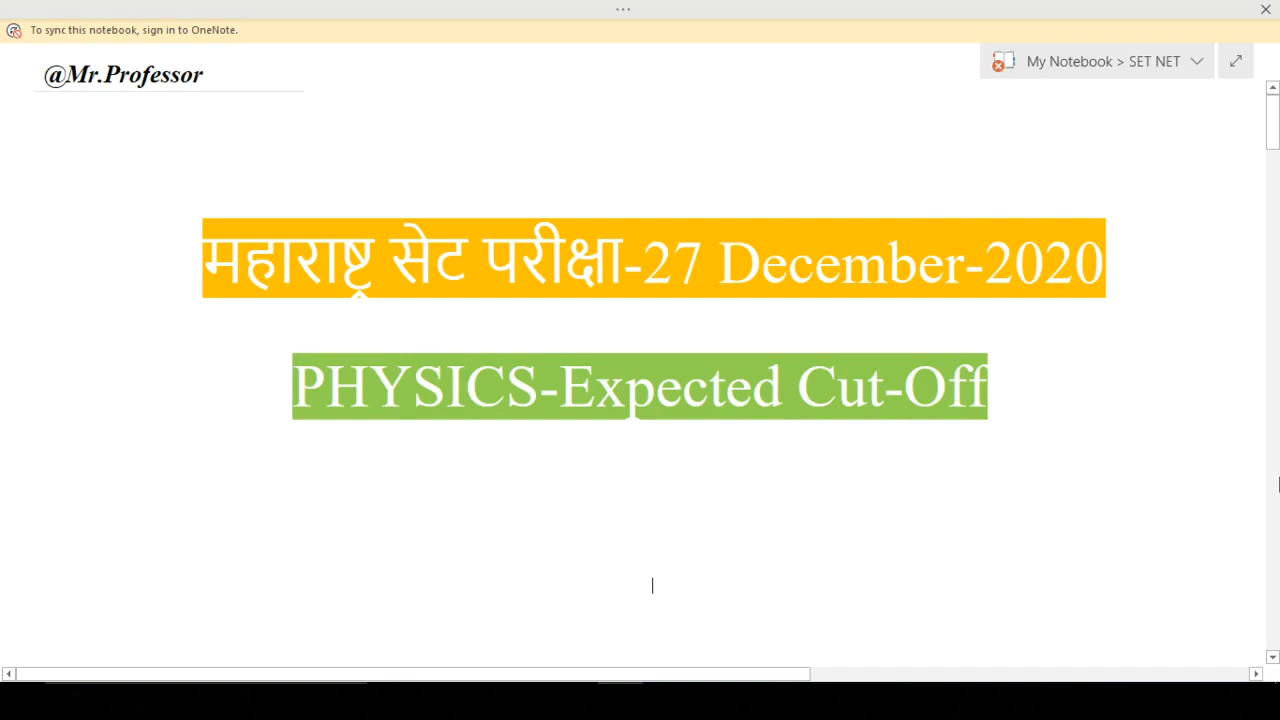 To sync this notebook, sign in to OneNote.
@Mr.Professor
My Notebook > SET NET
महाराष्ट्र सेट परीक्षा-27 December-2020
PHYSICS-Expected Cut-Off